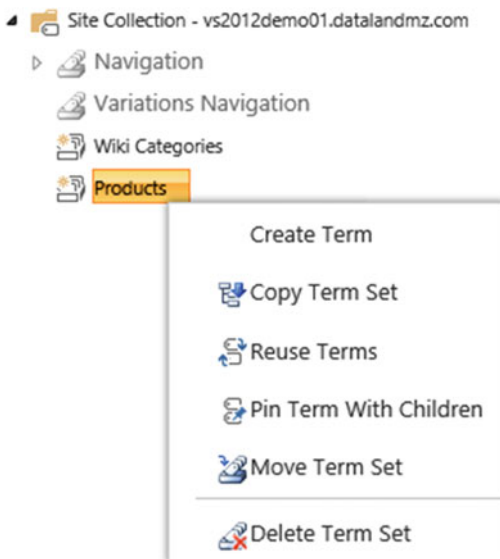 Site Collection - vs2012demo01.datalandmz.com
Navigation
Variations Navigation
Wiki Categories
Products
Create Term
Copy Term Set
Reuse Terms
Pin Term With Children
Move Term Set
Delete Term Set